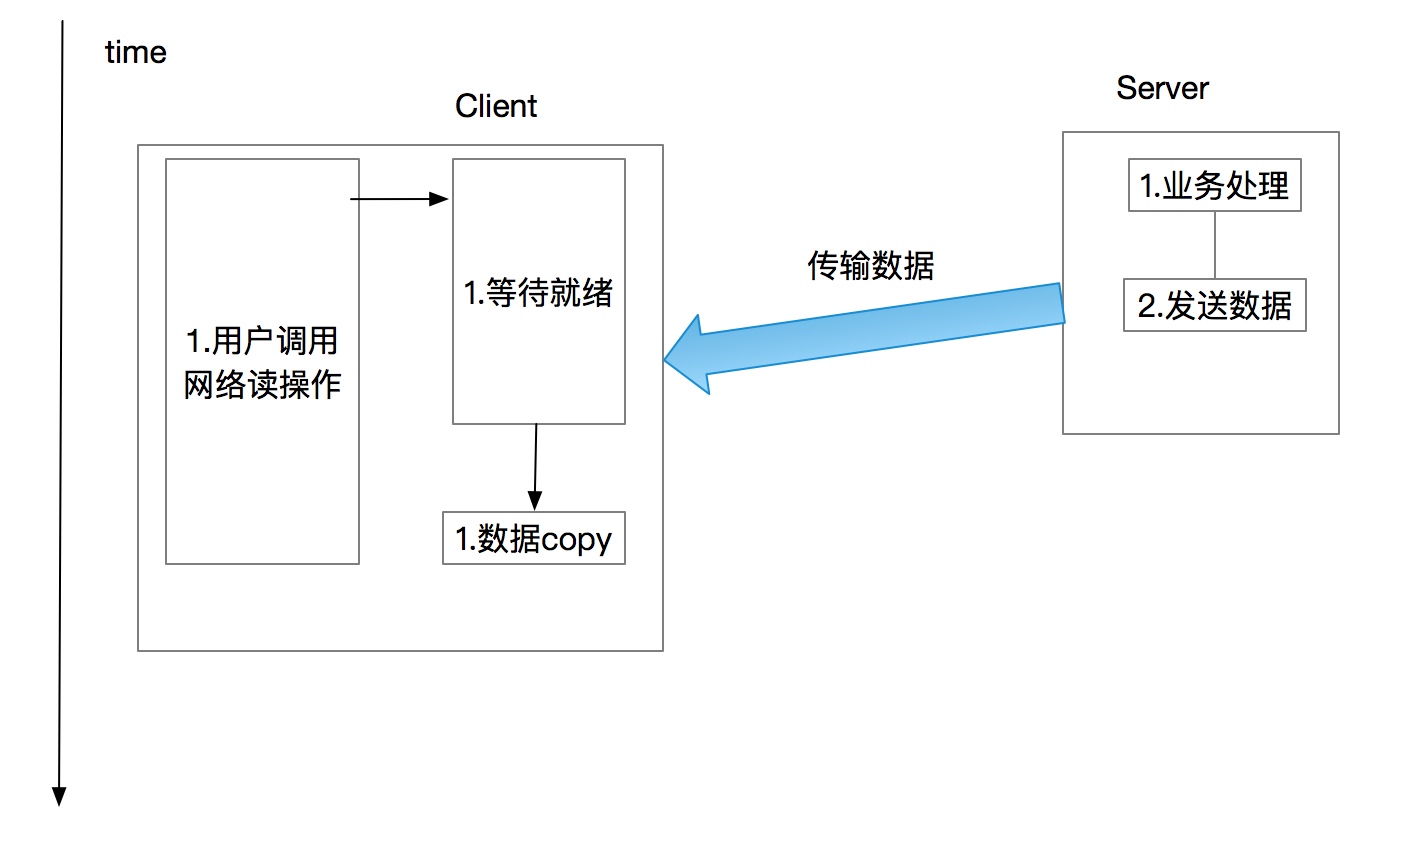 time
Client
Server
1.用户调用
网络读操作
1.等待就绪
1.数据copy
传输数据
1.业务处理
2.发送数据